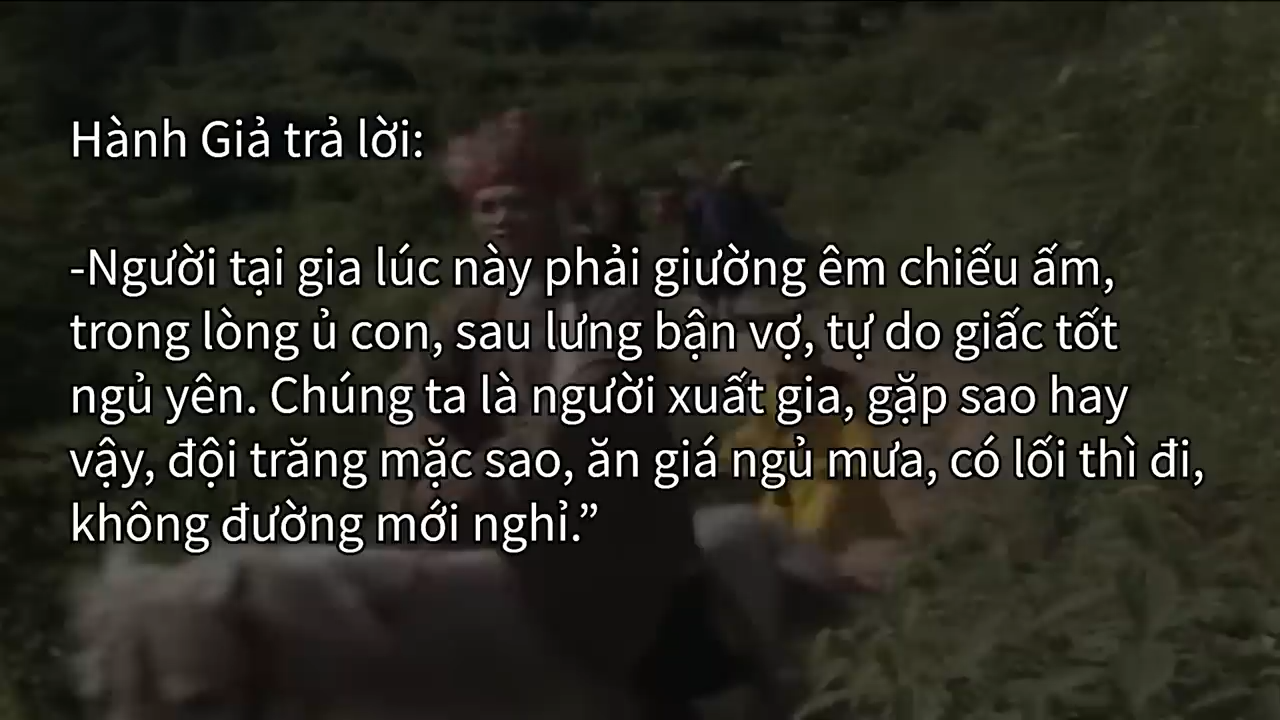 Hành Giả trả lời:
-Người tại gia lúc này phải giường êm chiếu ấm,
trong lòng ủ con, sau lưng bận vợ, tự do giấc tốt
ngủ yên. Chúng ta là người xuất gia, gặp sao hay
vậy, đội trăng mặc sao, ăn giá ngủ mưa, có lối thì đi,
không đường mới nghỉ.”